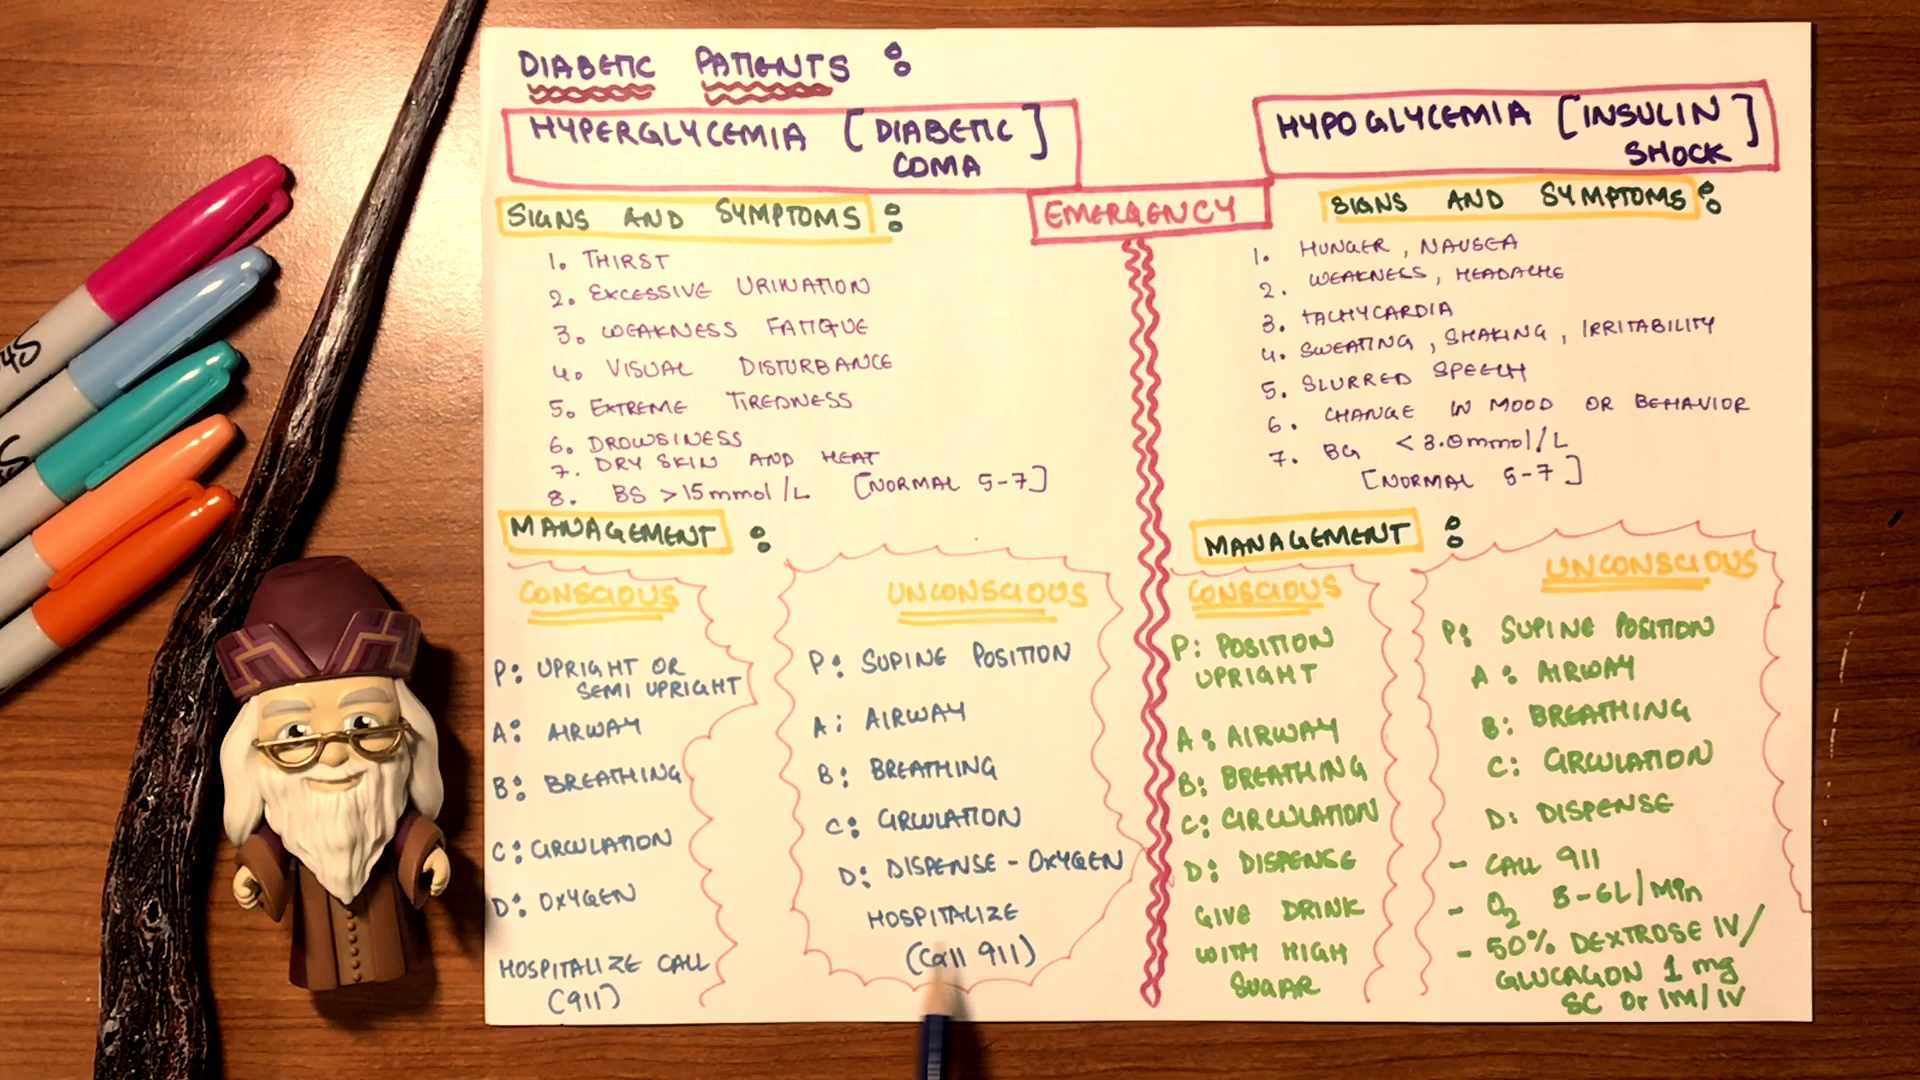 DIABETIC PATIENTS :
HYPERGLYCEMIA [DIABETIC COMA]
SIGNS AND SYMPTOMS :
1. THIRST
2. EXCESSIVE URINATION
3. WEAKNESS FATIGUE
4. VISUAL DISTURBANCE
5. EXTREME TIREDNESS
6. DROWSINESS
7. DRY SKIN AND HEAT
8. BS >15mmol/L [NORMAL 5-7]
MANAGEMENT :
CONSCIOUS
P: UPRIGHT OR
SEMI UPRIGHT
A: AIRWAY
B: BREATHING
C: CIRCULATION
D: OXYGEN
HOSPITALIZE CALL
(911)
UNCONSCIOUS
P: SUPINE POSITION
A: AIRWAY
B: BREATHING
C: CIRCULATION
D: DISPENSE - OXYGEN
HOSPITALIZE
(Call 911)
EMERGENCY
HYPOGLYCEMIA [INSULIN
SHOCK]
SIGNS AND SYMPTOMS :
1. HUNGER, NAUSEA
2. WEAKNESS, HEADACHE
3. TACHYCARDIA
4. SWEATING, SHAKING, IRRITABILITY
5. SLURRED SPEECH
6. CHANGE IN MOOD OR BEHAVIOR
7. BG <3.0mmol/L
[NORMAL 5-7]
MANAGEMENT :
CONSCIOUS
P: POSITION
UPRIGHT
A: AIRWAY
B: BREATHING
C: CIRCULATION
D: DISPENSE
GIVE DRINK
WITH HIGH
SUGAR
UNCONSCIOUS
P: SUPINE POSITION
A: AIRWAY
B: BREATHING
C: CIRCULATION
D: DISPENSE
- CALL 911
- O2 L/Min
- 50% DEXTROSE IV/
GLUCAGON 1 mg
SC or IM/IV